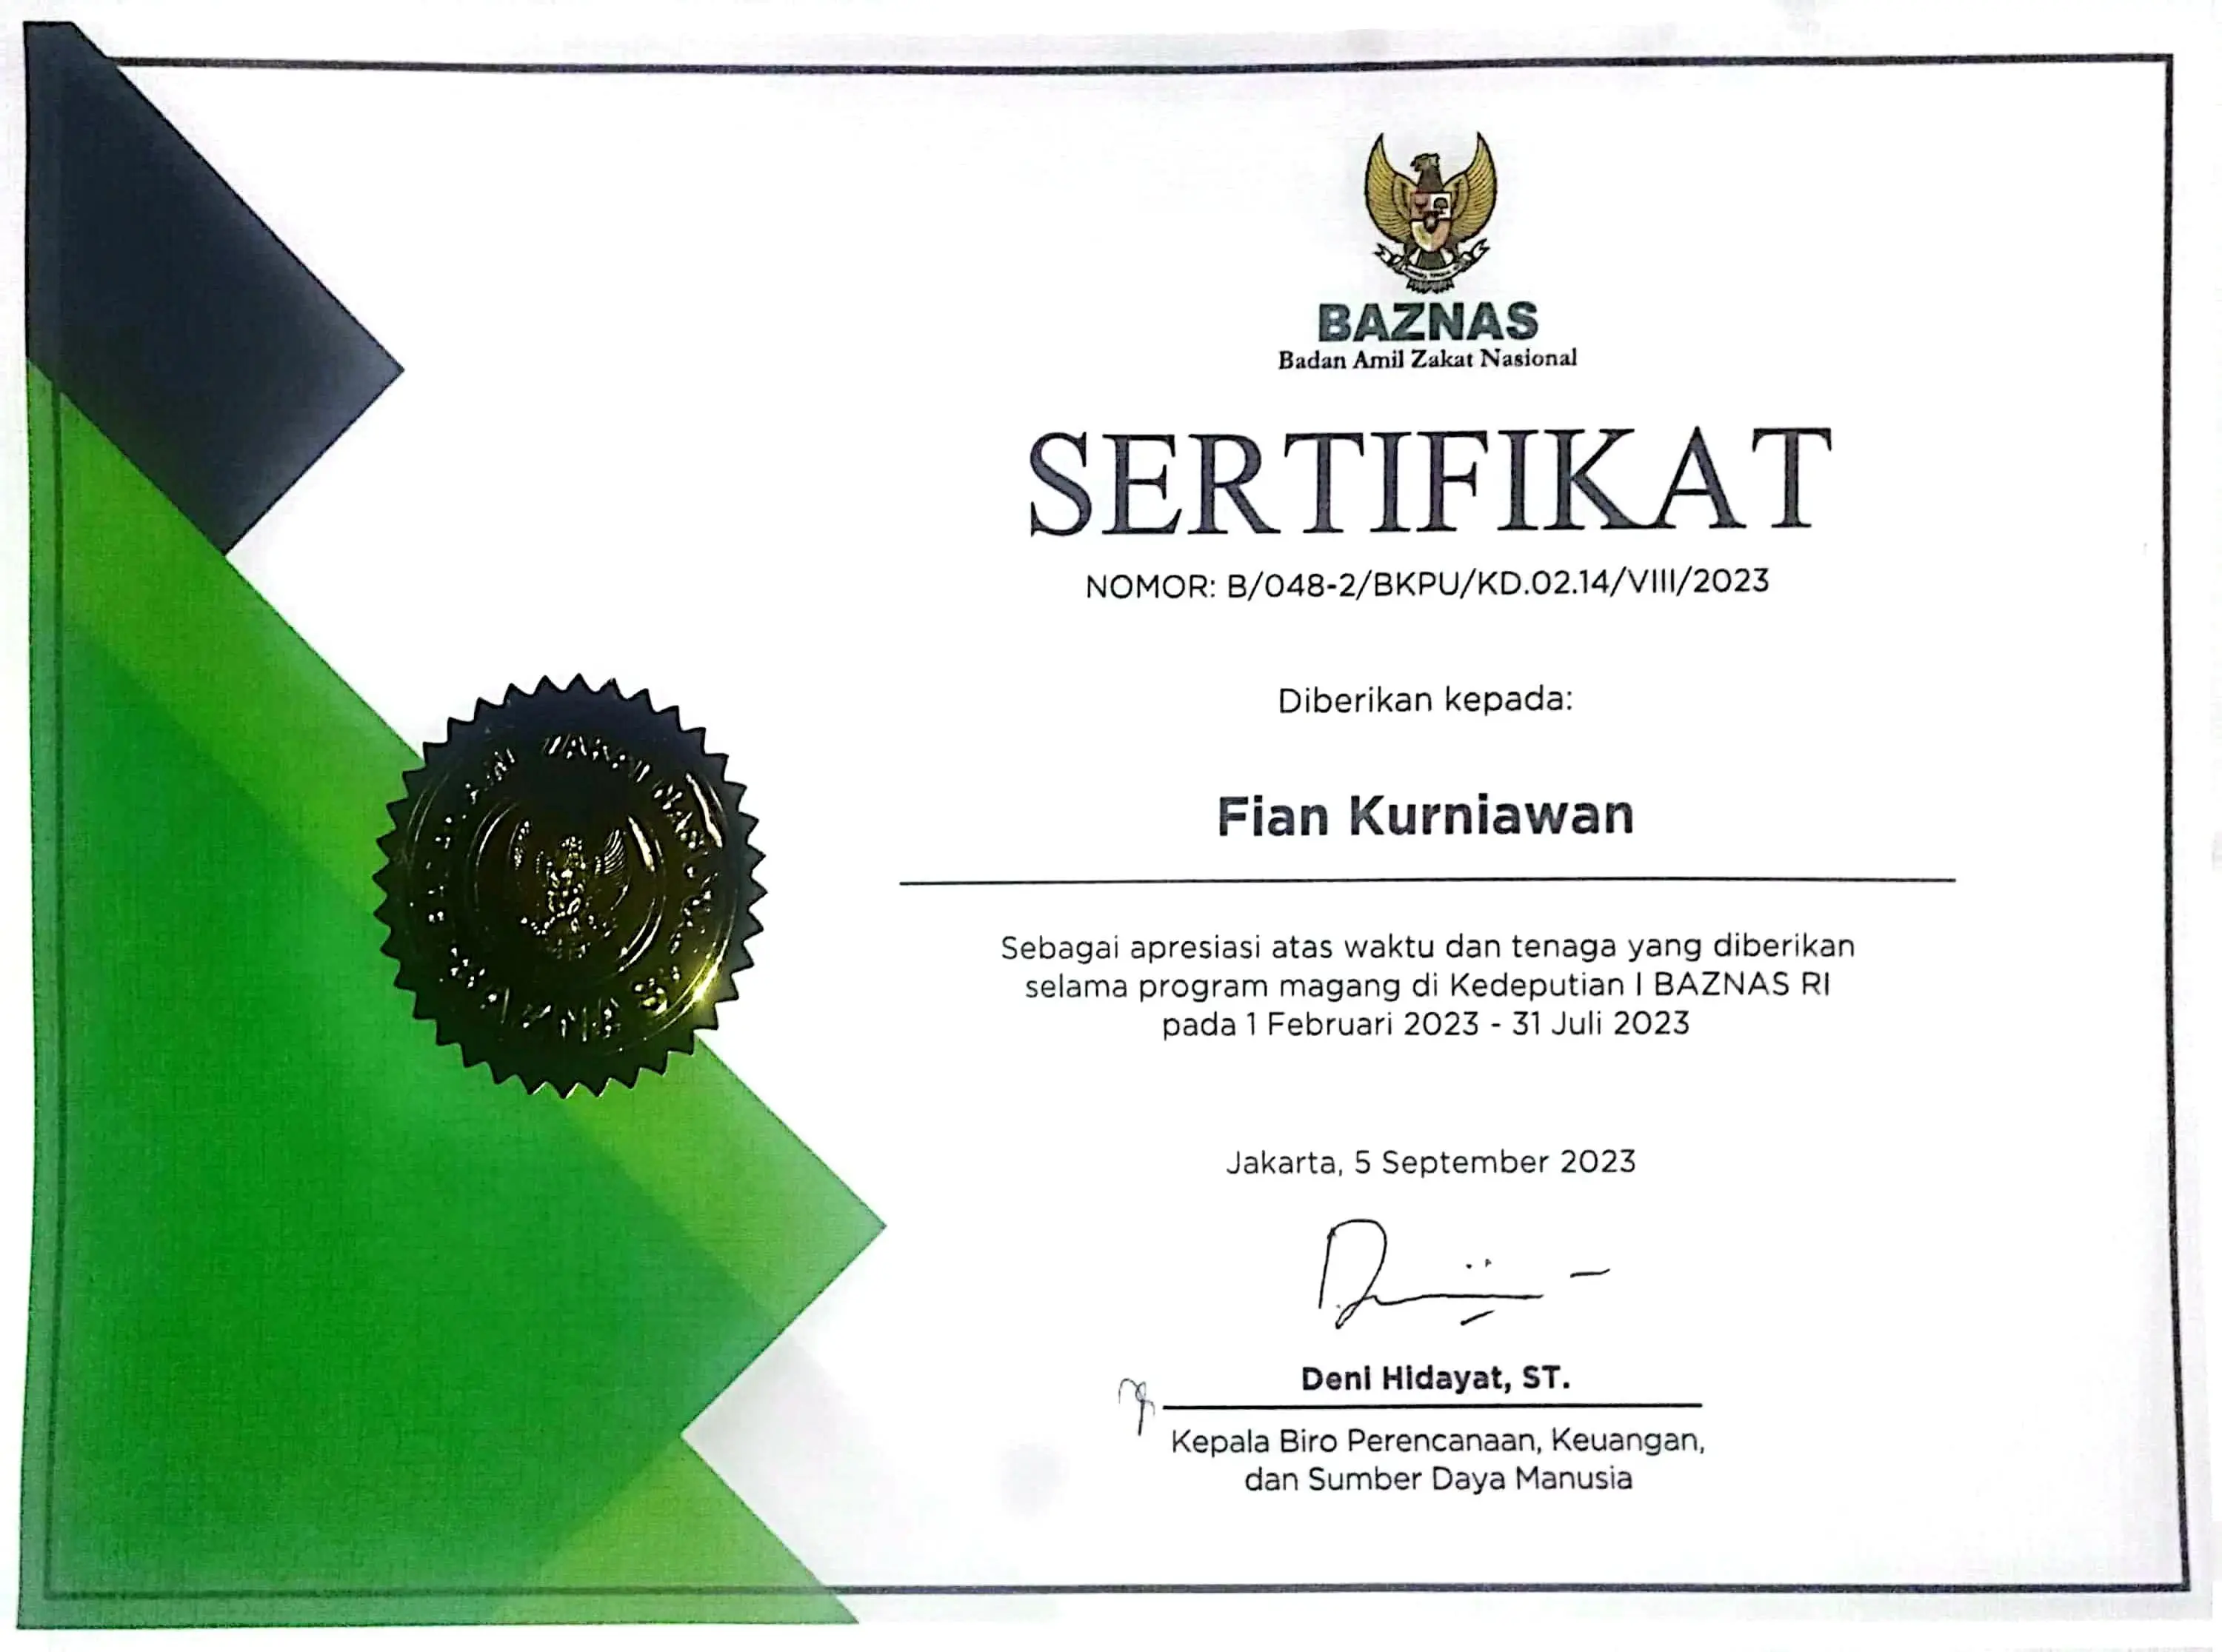 BAZNAS
Badan Amil Zakat Nasional
SERTIFIKAT
NOMOR: B/048-2/BKPU/KD.02.14/VIII/2023
Diberikan kepada:
Fian Kurniawan
Sebagai apresiasi atas waktu dan tenaga yang diberikan
selama program magang di Kedeputian I BAZNAS RI
pada 1 Februari 2023 - 31 Juli 2023
Jakarta, 5 September 2023
Deni Hidayat, ST.
Kepala Biro Perencanaan, Keuangan,
dan Sumber Daya Manusia